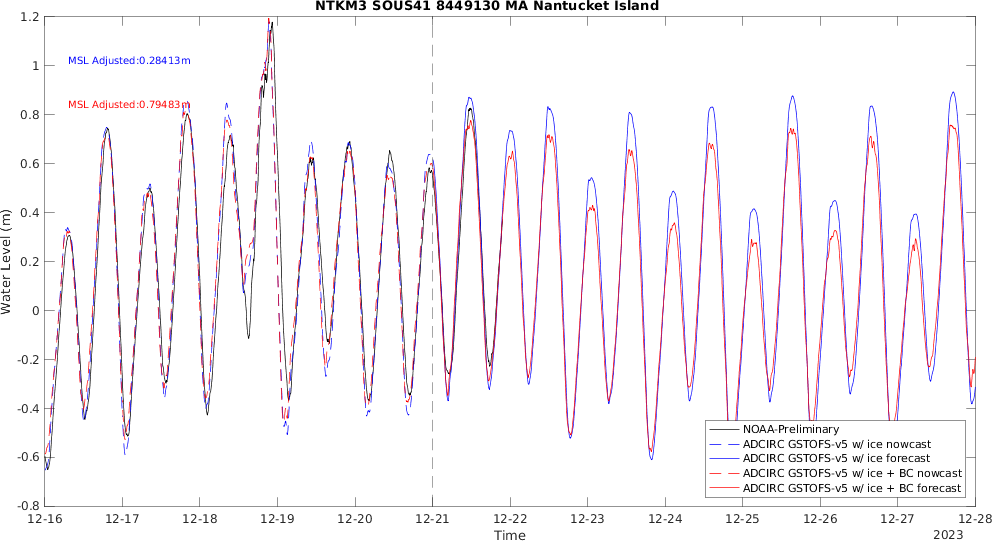 NTKM3 SOUS41 8449130 MA Nantucket Island
1.2
1
0.8
0.6
0.4
0.2
0
-0.2
-0.4
-0.6
-0.8
Water Level (m)
MSL Adjusted:0.28413m
MSL Adjusted:0.79483m
NOAA-Preliminary
ADCIRC GSTOFS-v5 w/ ice nowcast
ADCIRC GSTOFS-v5 w/ ice forecast
ADCIRC GSTOFS-v5 w/ ice + BC nowcast
ADCIRC GSTOFS-v5 w/ ice + BC forecast
12-16 12-17 12-18 12-19 12-20 12-21 12-22 12-23 12-24 12-25 12-26 12-27 12-28
Time
2023